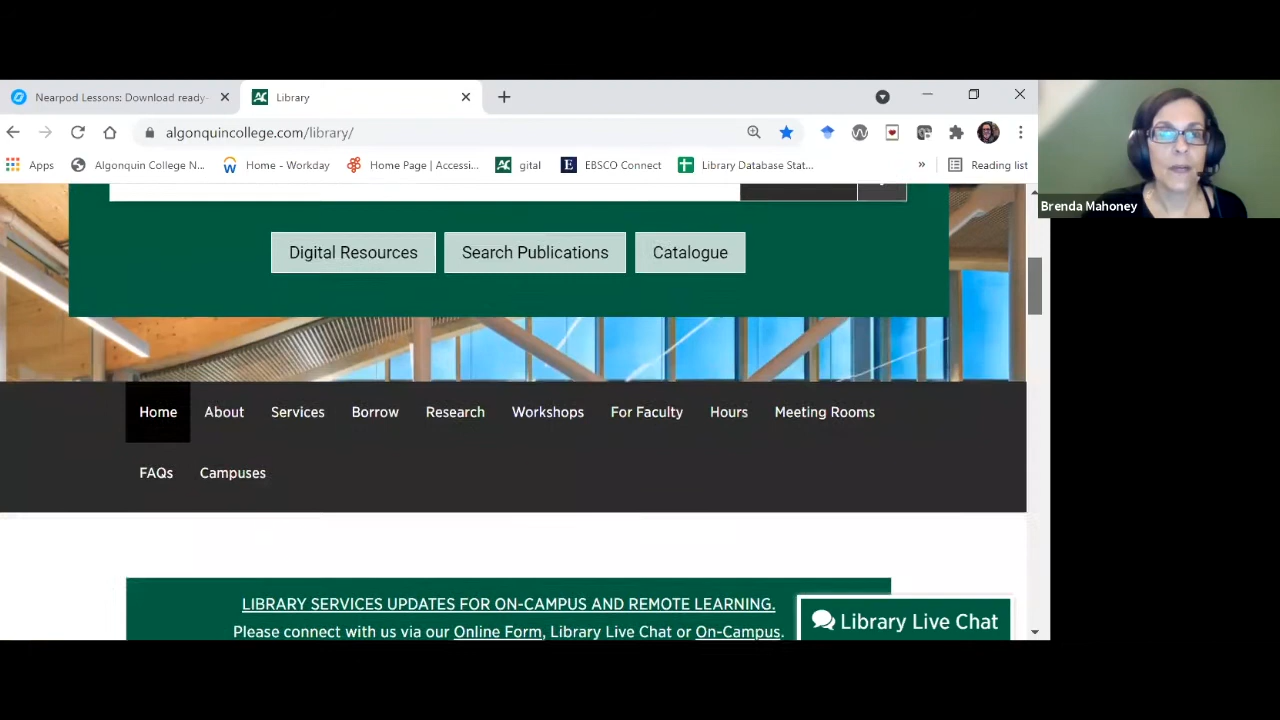 Nearpod Lessons: Download ready-
AC Library
algonquincollege.com/library/
Apps Algonquin College N... Home - Workday Home Page | Accessi... AC gital E EBSCO Connect Library Database Stat... » Reading list
Brenda Mahoney
Digital Resources Search Publications Catalogue
Home About Services Borrow Research Workshops For Faculty Hours Meeting Rooms
FAQs Campuses
LIBRARY SERVICES UPDATES FOR ON-CAMPUS AND REMOTE LEARNING.
Please connect with us via our Online Form, Library Live Chat or On-Campus.
Library Live Chat